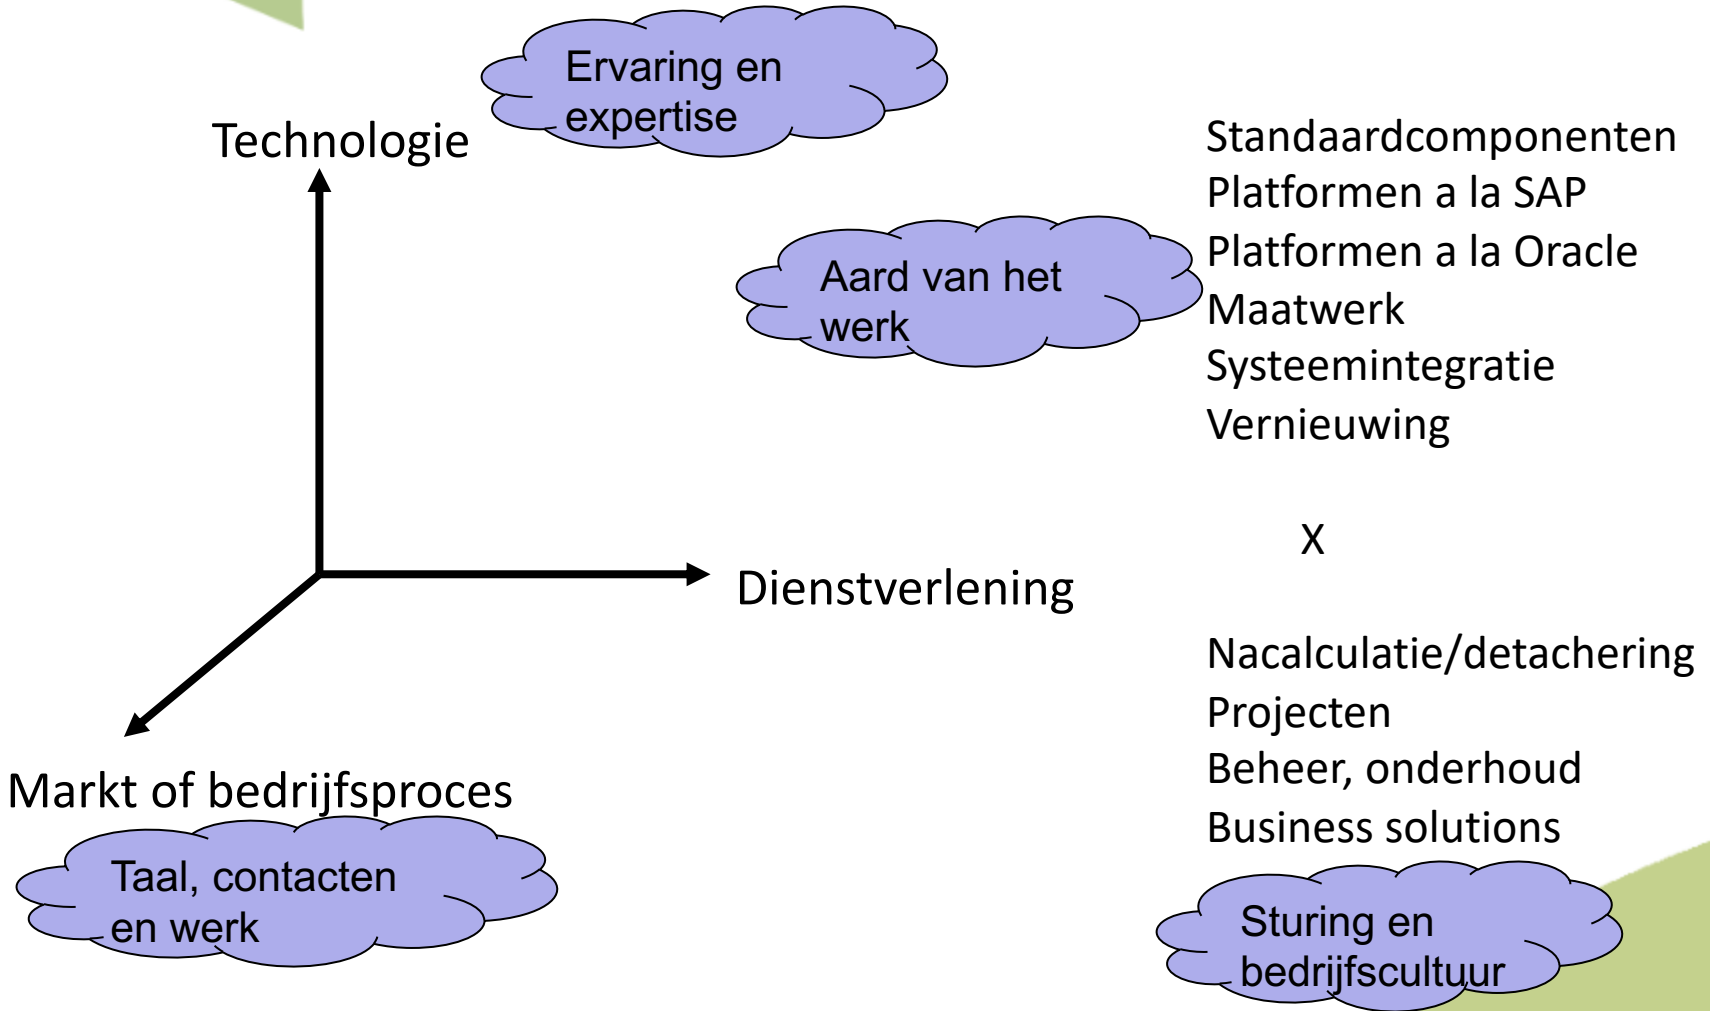 Ervaring en
expertise
Technologie
Standaardcomponenten
Platformen a la SAP
Platformen a la Oracle
Maatwerk
Systeemintegratie
Vernieuwing
Aard van het
werk
X
Dienstverlening
Nacalculatie/detachering
Projecten
Beheer, onderhoud
Business solutions
Markt of bedrijfsproces
Taal, contacten
en werk
Sturing en
bedrijfscultuur